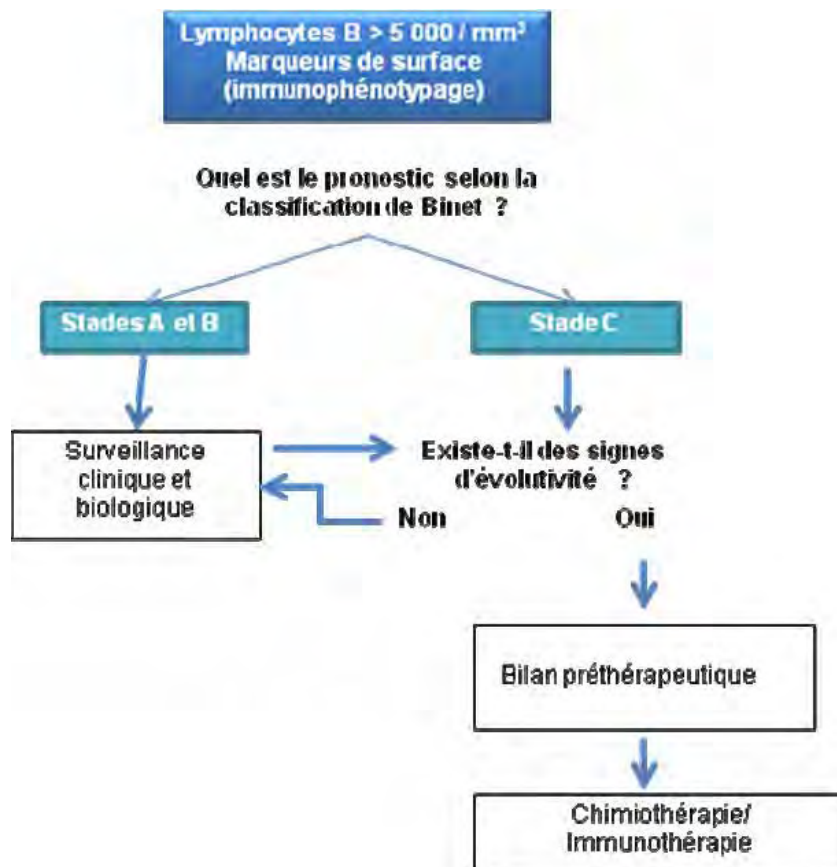 Lymphocytes B > 5 000 / mm³
Marqueurs de surface
(immunophénotypage)
Quel est le pronostic selon la
classification de Binet ?
Stades A et B
Stade C
Surveillance
clinique et
biologique
Existe-t-il des signes
d'évolutivité ?
Non
Oui
Bilan préthérapeutique
Chimiothérapie/
Immunothérapie